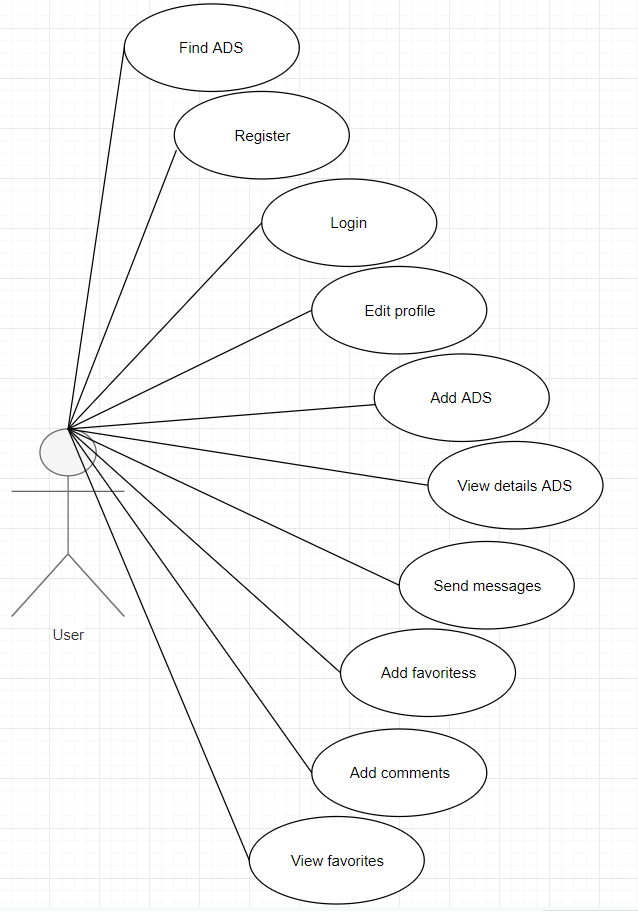 Find ADS
Register
Login
Edit profile
Add ADS
View details ADS
Send messages
User
Add favoritess
Add comments
View favorites